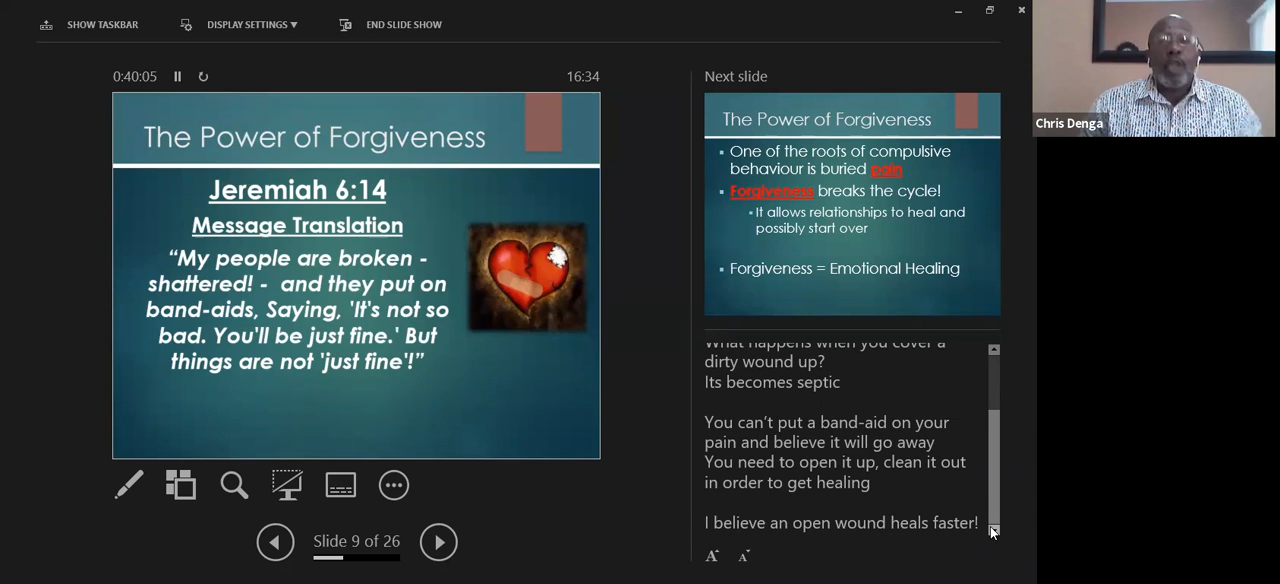 SHOW TASKBAR
DISPLAY SETTINGS ▼
END SLIDE SHOW
0:40:05
16:34
The Power of Forgiveness
Jeremiah 6:14
Message Translation
“My people are broken -
shattered! - and they put on
band-aids, Saying, 'It's not so
bad. You'll be just fine.' But
things are not 'just fine'!”
Slide 9 of 26
Next slide
The Power of Forgiveness
▪ One of the roots of compulsive
behaviour is buried pain
▪ Forgiveness breaks the cycle!
▪ It allows relationships to heal and
possibly start over
▪ Forgiveness = Emotional Healing
What happens when you cover a
dirty wound up?
Its becomes septic
You can’t put a band-aid on your
pain and believe it will go away
You need to open it up, clean it out
in order to get healing
I believe an open wound heals faster!
A A
Chris Denga